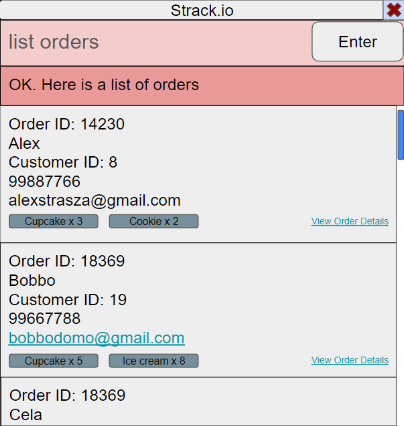 Strack.io
list orders
Enter
OK. Here is a list of orders
Order ID: 14230
Alex
Customer ID: 8
99887766
alexstrasza@gmail.com
Cupcake x 3 Cookie x 2 View Order Details
Order ID: 18369
Bobbo
Customer ID: 19
99667788
bobbodomo@gmail.com
Cupcake x 5 Ice cream x 8 View Order Details
Order ID: 18369
Cela